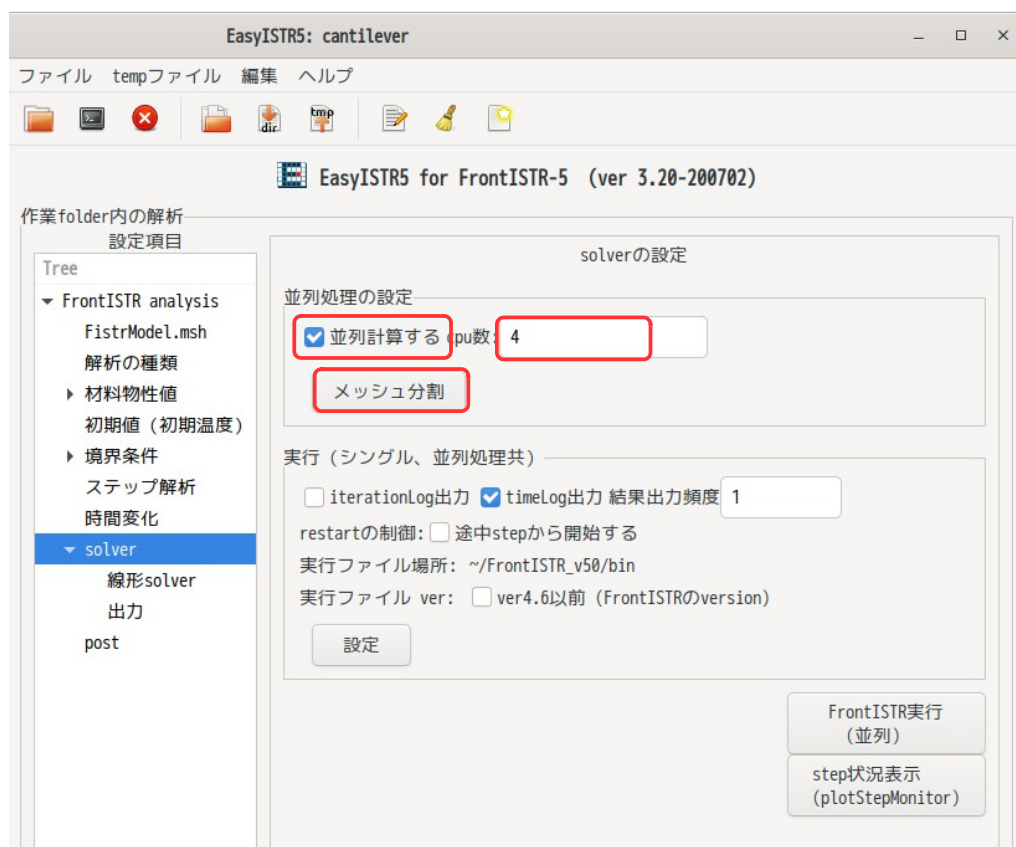 EasyISTR5: cantilever
ファイル tempファイル 編集 ヘルプ
dir
tmp
EasyISTR5 for FrontISTR-5 (ver 3.20-200702)
作業folder内の解析
設定項目
Tree
FrontISTR analysis
FistrModel.msh
解析の種類
材料物性値
初期値（初期温度）
境界条件
ステップ解析
時間変化
solver
線形solver
出力
post
solverの設定
並列処理の設定
並列計算する cpu数: 4
メッシュ分割
実行（シングル、並列処理共）
iterationLog出力 timeLog出力 結果出力頻度 1
restartの制御: 途中stepから開始する
実行ファイル場所: ~/FrontISTR_v50/bin
実行ファイル ver: ver4.6以前（FrontISTRのversion）
設定
FrontISTR実行
（並列）
step状況表示
(plotStepMonitor)